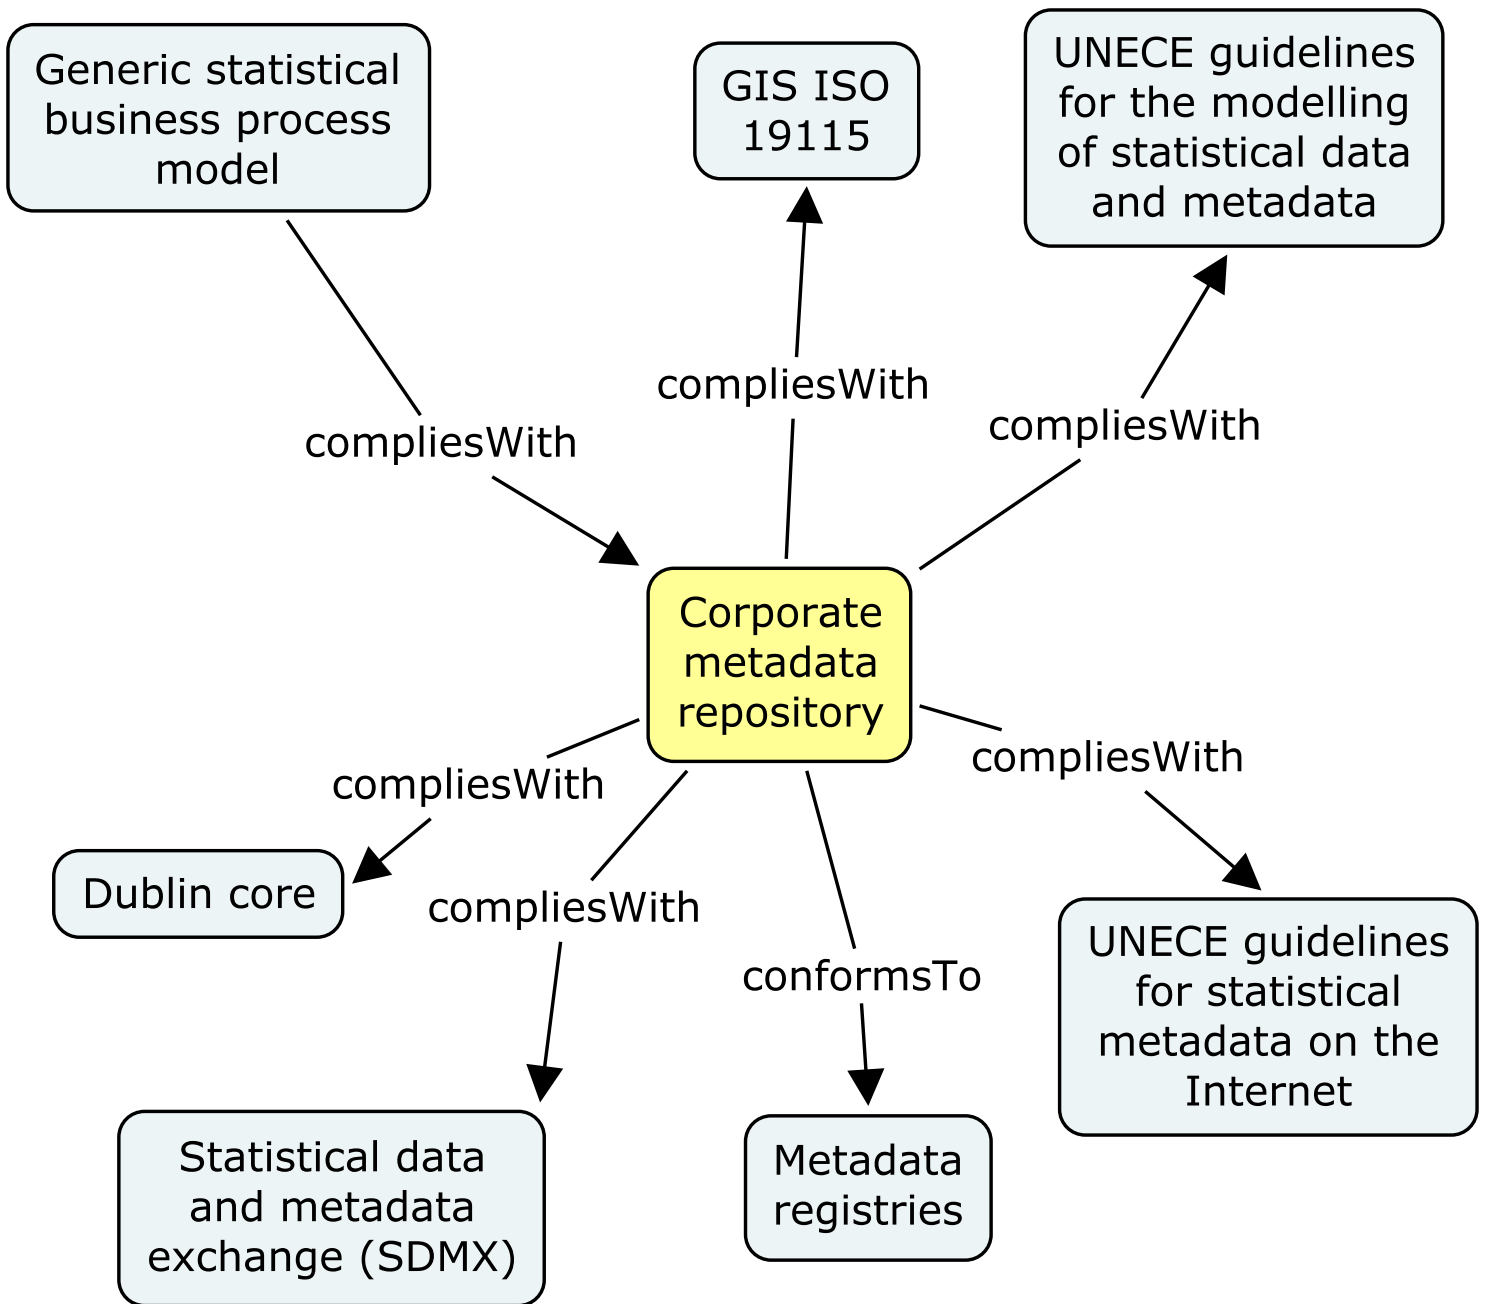 Generic statistical
business process
model
GIS ISO
19115
UNECE guidelines
for the modelling
of statistical data
and metadata
compliesWith
compliesWith
compliesWith
Corporate
metadata
repository
compliesWith
compliesWith
Dublin core
compliesWith
conformsTo
UNECE guidelines
for statistical
metadata on the
Internet
Statistical data
and metadata
exchange (SDMX)
Metadata
registries